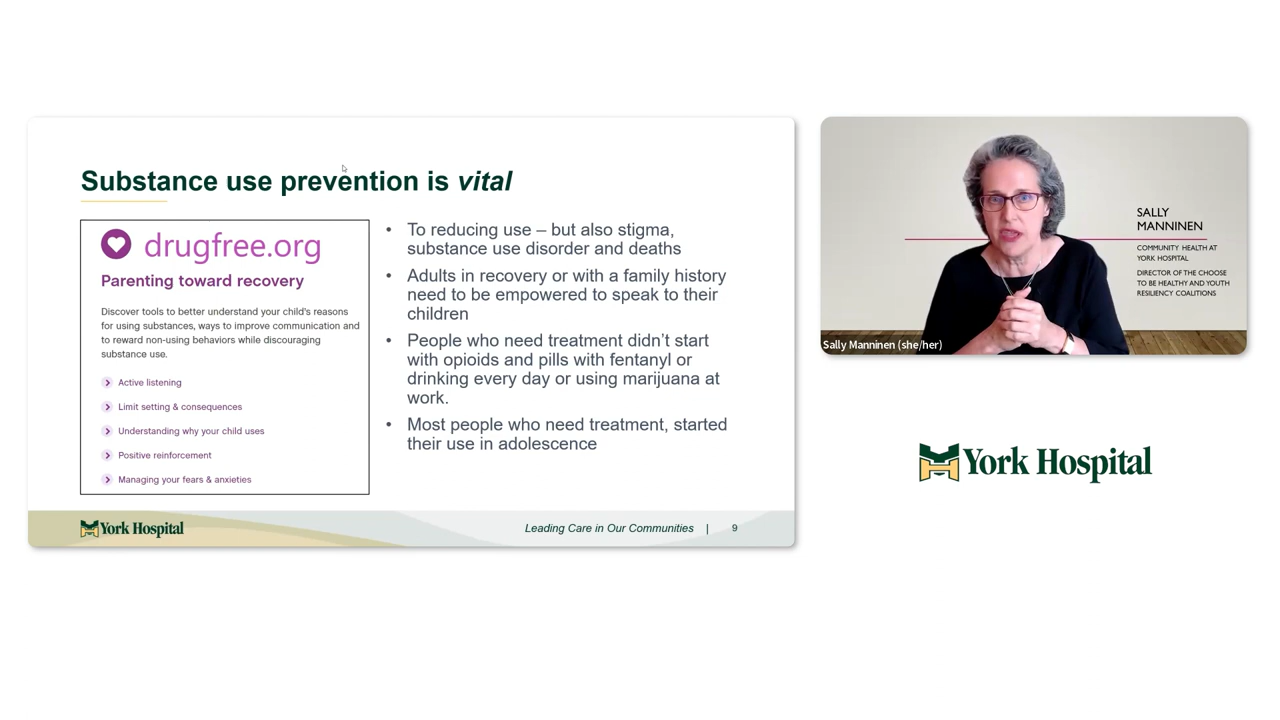 Substance use prevention is vital
drugfree.org
Parenting toward recovery
Discover tools to better understand your child's reasons
for using substances, ways to improve communication and
to reward non-using behaviors while discouraging
substance use.
Active listening
Limit setting & consequences
Understanding why your child uses
Positive reinforcement
Managing your fears & anxieties
• To reducing use – but also stigma,
substance use disorder and deaths
• Adults in recovery or with a family history
need to be empowered to speak to their
children
• People who need treatment didn’t start
with opioids and pills with fentanyl or
drinking every day or using marijuana at
work.
• Most people who need treatment, started
their use in adolescence
York Hospital
Leading Care in Our Communities | 9
SALLY
MANNINEN
COMMUNITY HEALTH AT
YORK HOSPITAL
DIRECTOR OF THE CHOOSE
TO BE HEALTHY AND YOUTH
RESILIENCY COALITIONS
Sally Manninen (she/her)
York Hospital